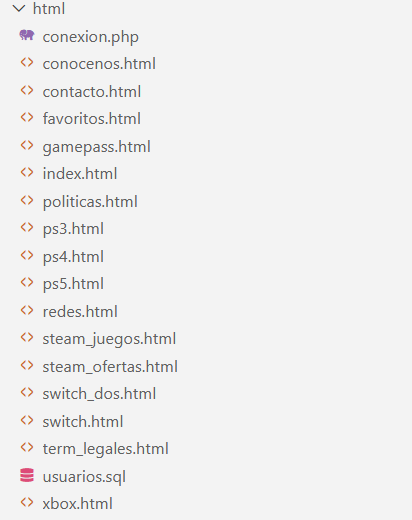 html
conexion.php
conocenos.html
contacto.html
favoritos.html
gamepass.html
index.html
politicas.html
ps3.html
ps4.html
ps5.html
redes.html
steam_juegos.html
steam_ofertas.html
switch_dos.html
switch.html
term_legales.html
usuarios.sql
xbox.html